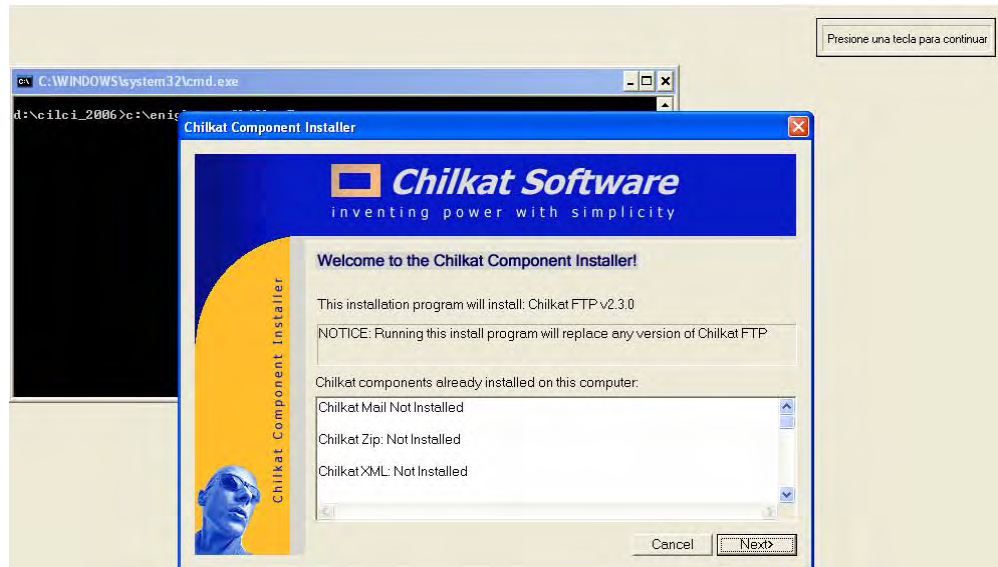 Presione una tecla para continuar
C:\WINDOWS\system32\cmd.exe
d:\cilci_2006>c:\enig
Chilkat Component Installer
Chilkat Software
inventing power with simplicity
Chilkat Component Installer
Welcome to the Chilkat Component Installer!
This installation program will install: Chilkat FTP v2.3.0
NOTICE: Running this install program will replace any version of Chilkat FTP
Chilkat components already installed on this computer:
Chilkat Mail Not Installed
Chilkat Zip: Not Installed
Chilkat XML: Not Installed
Cancel
Next>